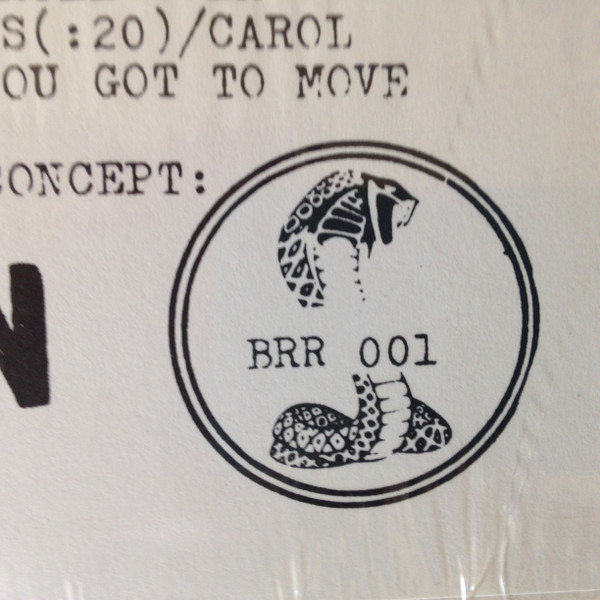 S(:20)/CAROL
OU GOT TO MOVE
CONCEPT:
N
BRR 001